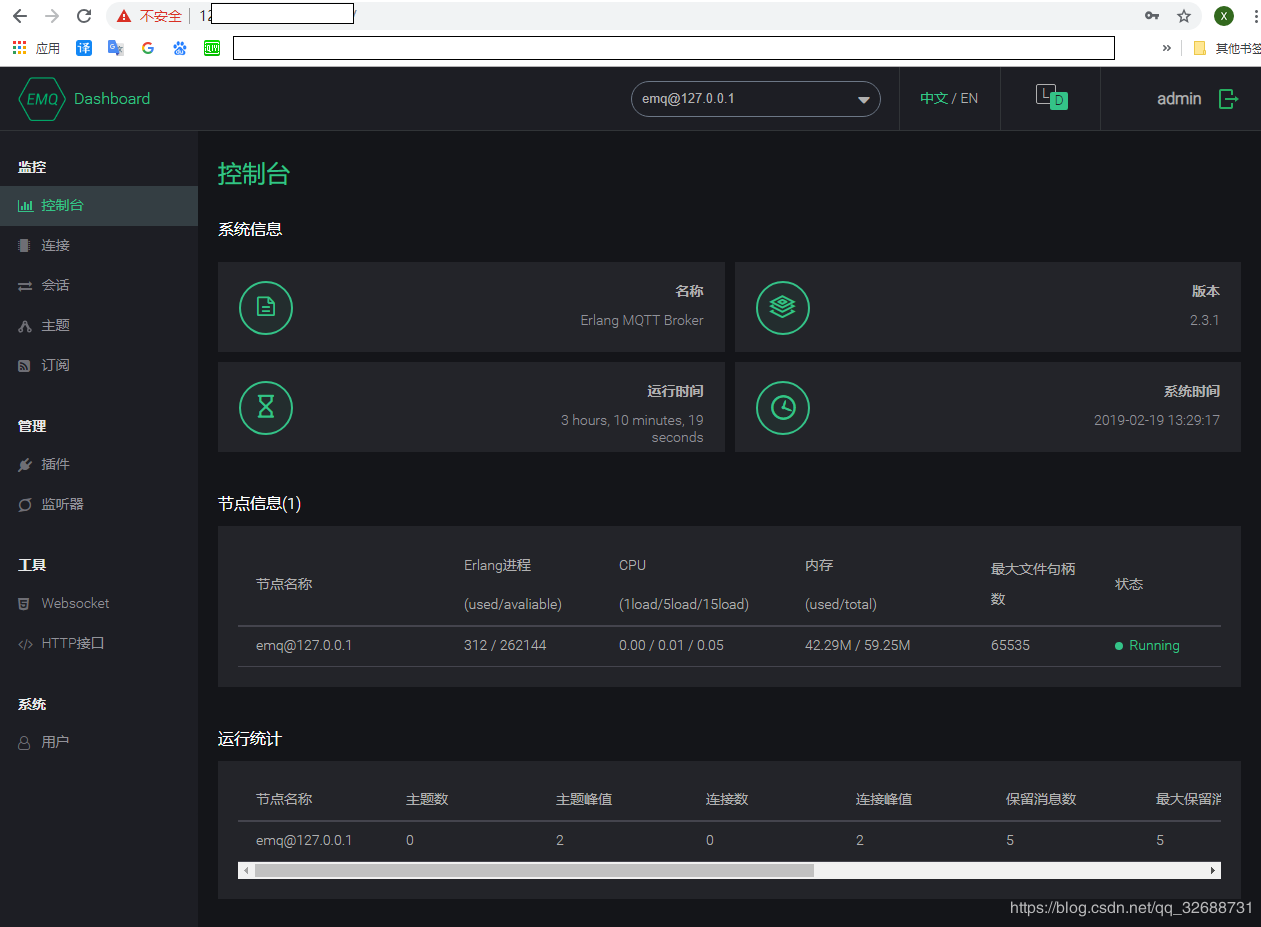 不安全 12
应用 译 G
» 其他书签
EMQ Dashboard
emq@127.0.0.1
中文 / EN
L D
admin
监控
控制台
连接
会话
主题
订阅
管理
插件
监听器
工具
Websocket
HTTP接口
系统
用户
控制台
系统信息
名称
Erlang MQTT Broker
版本
2.3.1
运行时间
3 hours, 10 minutes, 19
seconds
系统时间
2019-02-19 13:29:17
节点信息(1)
节点名称
Erlang进程
(used/avaliable)
CPU
(1load/5load/15load)
内存
(used/total)
最大文件句柄
数
状态
emq@127.0.0.1 312 / 262144 0.00 / 0.01 / 0.05 42.29M / 59.25M 65535 Running
运行统计
节点名称 主题数 主题峰值 连接数 连接峰值 保留消息数 最大保留消
emq@127.0.0.1 0 2 0 2 5 5
https://blog.csdn.net/qq_32688731